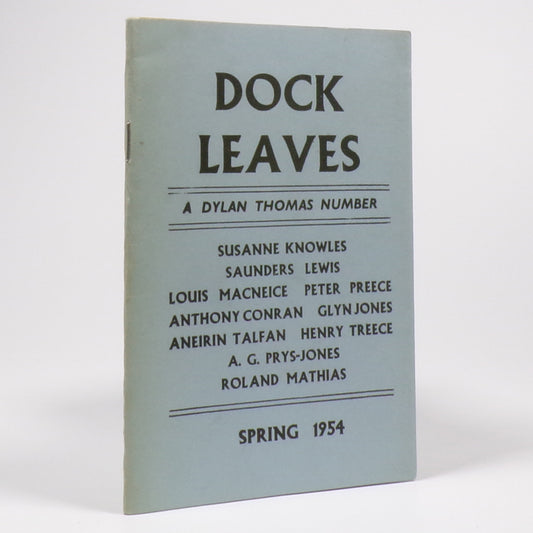 DOCK
LEAVES
A DYLAN THOMAS NUMBER
SUSANNE KNOWLES
SAUNDERS LEWIS
LOUIS MACNEICE PETER PREECE
ANTHONY CONRAN GLYN JONES
ANEIRIN TALFAN HENRY TREECE
A. G. PRYS-JONES
ROLAND MATHIAS
SPRING 1954